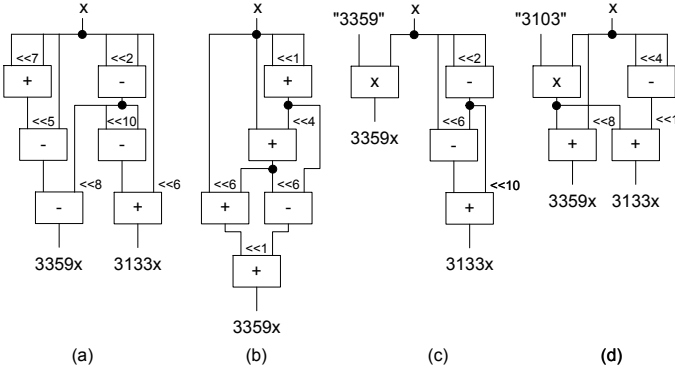 x x x x
"3359" "3103"
<<7 <<2 <<1 <<2 <<4
+ - + x - x -
<<5 <<10 <<4 <<6 <<8 <<1
- - + 3359x - + +
<<8 <<6 <<6 <<6 <<10
- + + - + 3359x 3133x
<<1
3359x 3133x + 3133x
3359x
(a) (b) (c) (d)